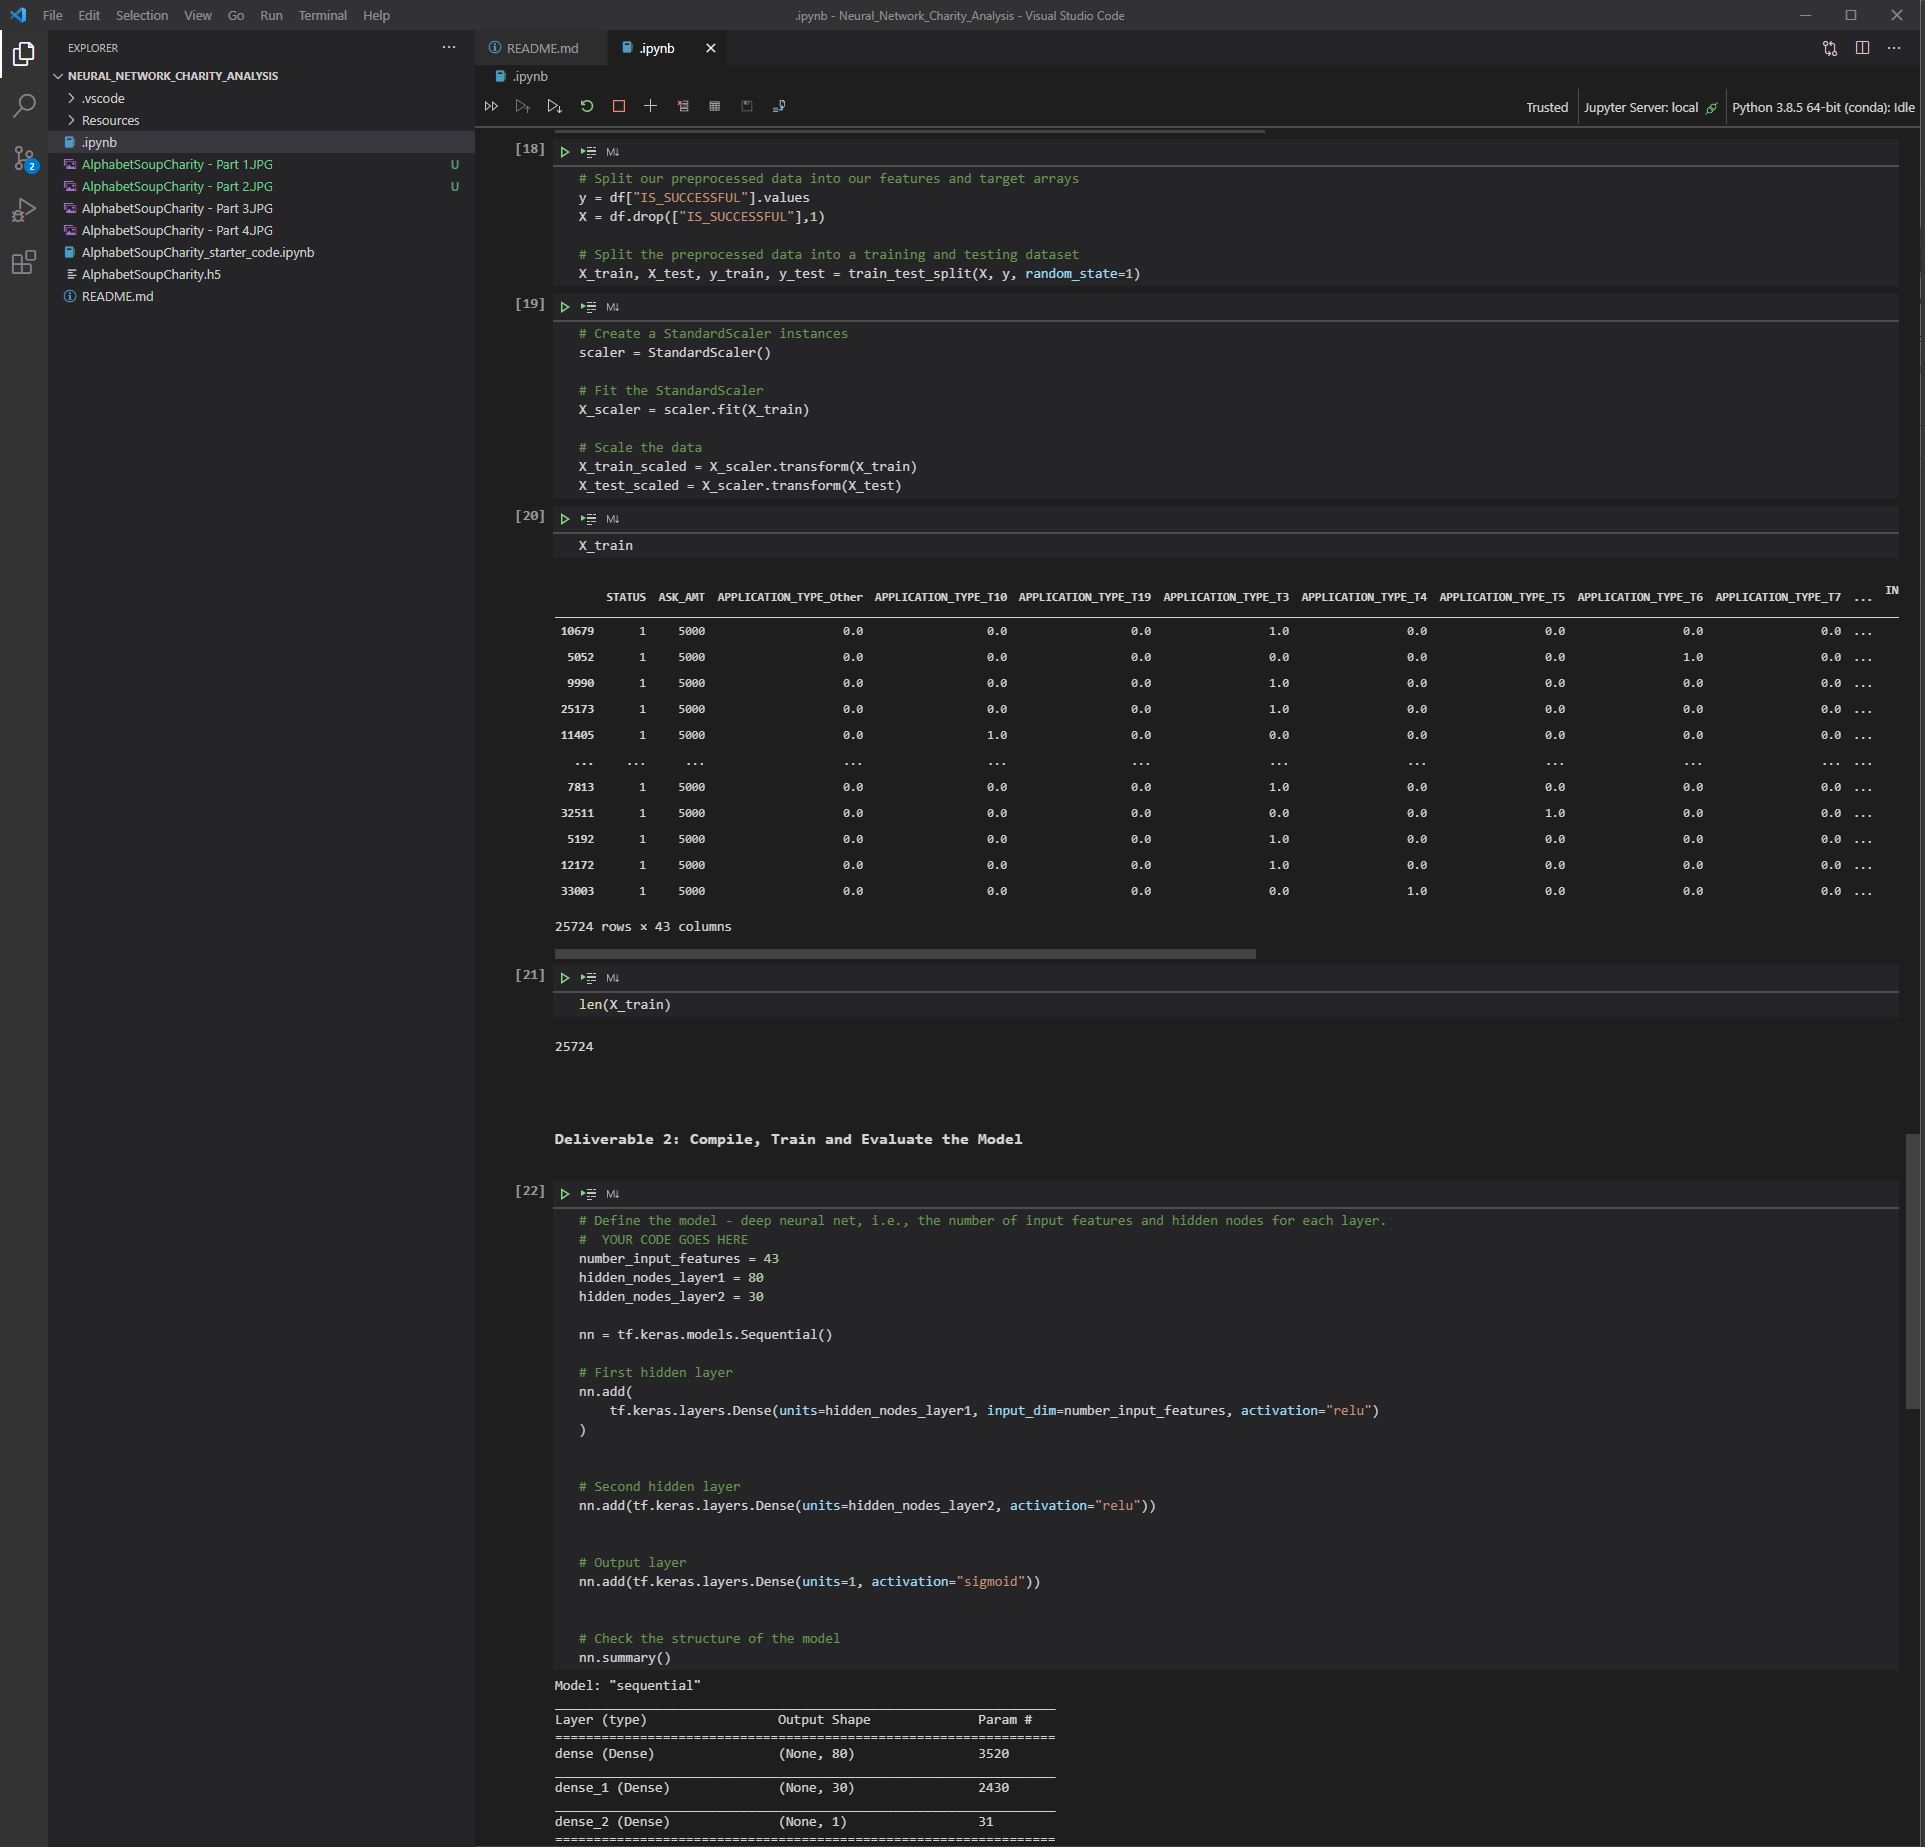 File Edit Selection View Go Run Terminal Help
.ipynb - Neural_Network_Charity_Analysis - Visual Studio Code
EXPLORER
NEURAL_NETWORK_CHARITY_ANALYSIS
.vscode
Resources
.ipynb
AlphabetSoupCharity - Part 1.JPG U
AlphabetSoupCharity - Part 2.JPG U
AlphabetSoupCharity - Part 3.JPG
AlphabetSoupCharity - Part 4.JPG
AlphabetSoupCharity_starter_code.ipynb
AlphabetSoupCharity.h5
README.md
2
README.md .ipynb
.ipynb
Trusted Jupyter Server: local Python 3.8.5 64-bit (conda): Idle
[18] M↓
# Split our preprocessed data into our features and target arrays
y = df["IS_SUCCESSFUL"].values
X = df.drop(["IS_SUCCESSFUL"],1)
# Split the preprocessed data into a training and testing dataset
X_train, X_test, y_train, y_test = train_test_split(X, y, random_state=1)
[19] M↓
# Create a StandardScaler instances
scaler = StandardScaler()
# Fit the StandardScaler
X_scaler = scaler.fit(X_train)
# Scale the data
X_train_scaled = X_scaler.transform(X_train)
X_test_scaled = X_scaler.transform(X_test)
[20] M↓
X_train
STATUS ASK_AMT APPLICATION_TYPE_Other APPLICATION_TYPE_T10 APPLICATION_TYPE_T19 APPLICATION_TYPE_T3 APPLICATION_TYPE_T4 APPLICATION_TYPE_T5 APPLICATION_TYPE_T6 APPLICATION_TYPE_T7 ... IN
10679 1 5000 0.0 0.0 0.0 1.0 0.0 0.0 0.0 0.0 ...
5052 1 5000 0.0 0.0 0.0 0.0 0.0 0.0 1.0 0.0 ...
9990 1 5000 0.0 0.0 0.0 1.0 0.0 0.0 0.0 0.0 ...
25173 1 5000 0.0 0.0 0.0 1.0 0.0 0.0 0.0 0.0 ...
11405 1 5000 0.0 1.0 0.0 0.0 0.0 0.0 0.0 0.0 ...
... ... ... ... ... ... ... ... ... ... ... ...
7813 1 5000 0.0 0.0 0.0 1.0 0.0 0.0 0.0 0.0 ...
32511 1 5000 0.0 0.0 0.0 0.0 0.0 1.0 0.0 0.0 ...
5192 1 5000 0.0 0.0 0.0 1.0 0.0 0.0 0.0 0.0 ...
12172 1 5000 0.0 0.0 0.0 1.0 0.0 0.0 0.0 0.0 ...
33003 1 5000 0.0 0.0 0.0 0.0 1.0 0.0 0.0 0.0 ...
25724 rows × 43 columns
[21] M↓
len(X_train)
25724
Deliverable 2: Compile, Train and Evaluate the Model
[22] M↓
# Define the model - deep neural net, i.e., the number of input features and hidden nodes for each layer.
#  YOUR CODE GOES HERE
number_input_features = 43
hidden_nodes_layer1 = 80
hidden_nodes_layer2 = 30
nn = tf.keras.models.Sequential()
# First hidden layer
nn.add(
    tf.keras.layers.Dense(units=hidden_nodes_layer1, input_dim=number_input_features, activation="relu")
)
# Second hidden layer
nn.add(tf.keras.layers.Dense(units=hidden_nodes_layer2, activation="relu"))
# Output layer
nn.add(tf.keras.layers.Dense(units=1, activation="sigmoid"))
# Check the structure of the model
nn.summary()
Model: "sequential"
Layer (type) Output Shape Param #
dense (Dense) (None, 80) 3520
dense_1 (Dense) (None, 30) 2430
dense_2 (Dense) (None, 1) 31